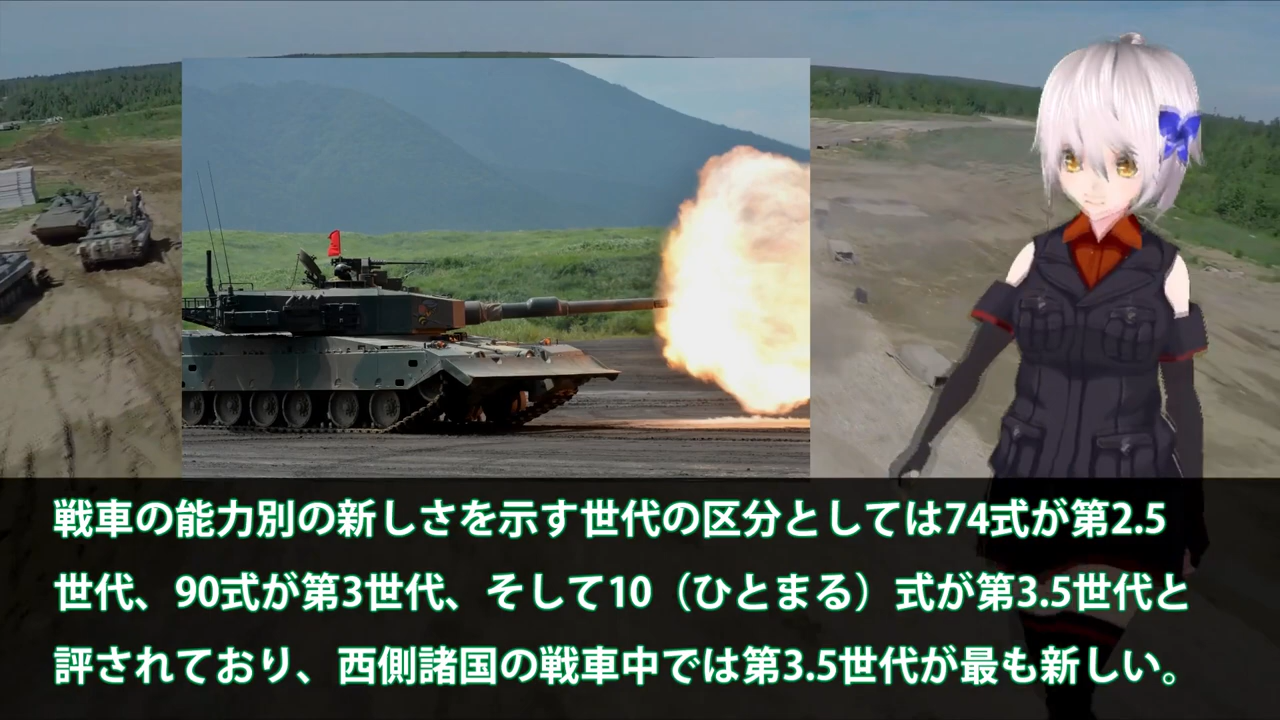 戦車の能力別の新しさを示す世代の区分としては74式が第2.5
世代、90式が第3世代、そして10（ひとまる）式が第3.5世代と
評されており、西側諸国の戦車中では第3.5世代が最も新しい。